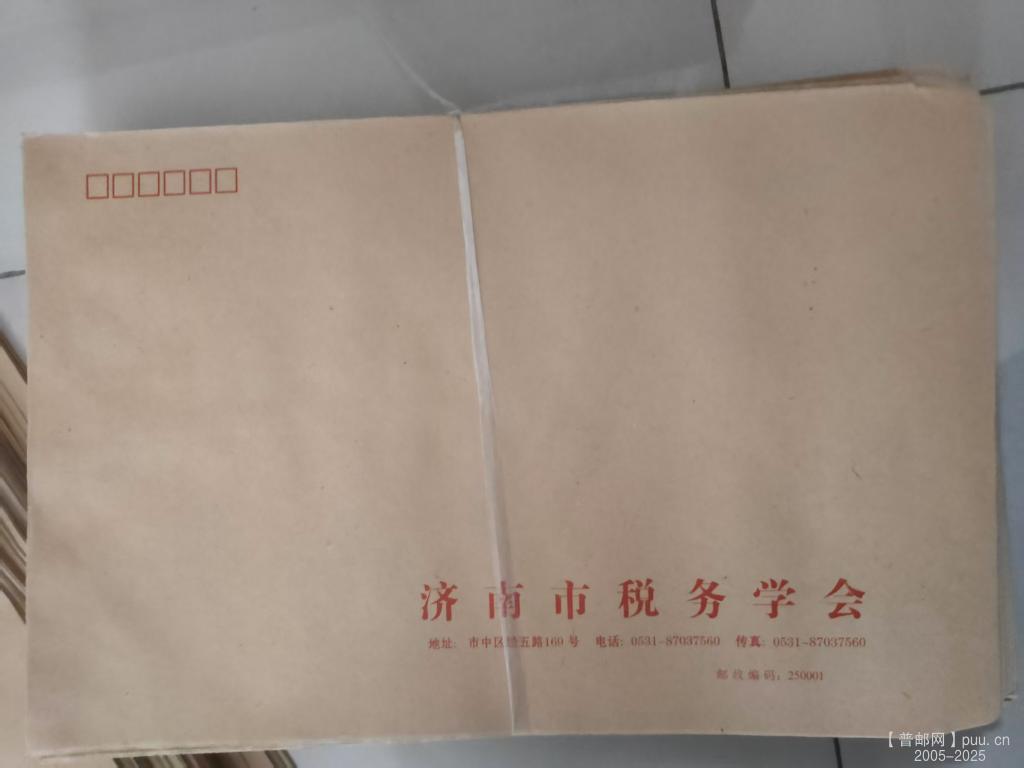 济南市税务学会
地址: 市中区经五路169号 电话: 0531-87037560 传真: 0531-87037560
邮政编码: 250001
【普邮网】puu.cn
2005-2025